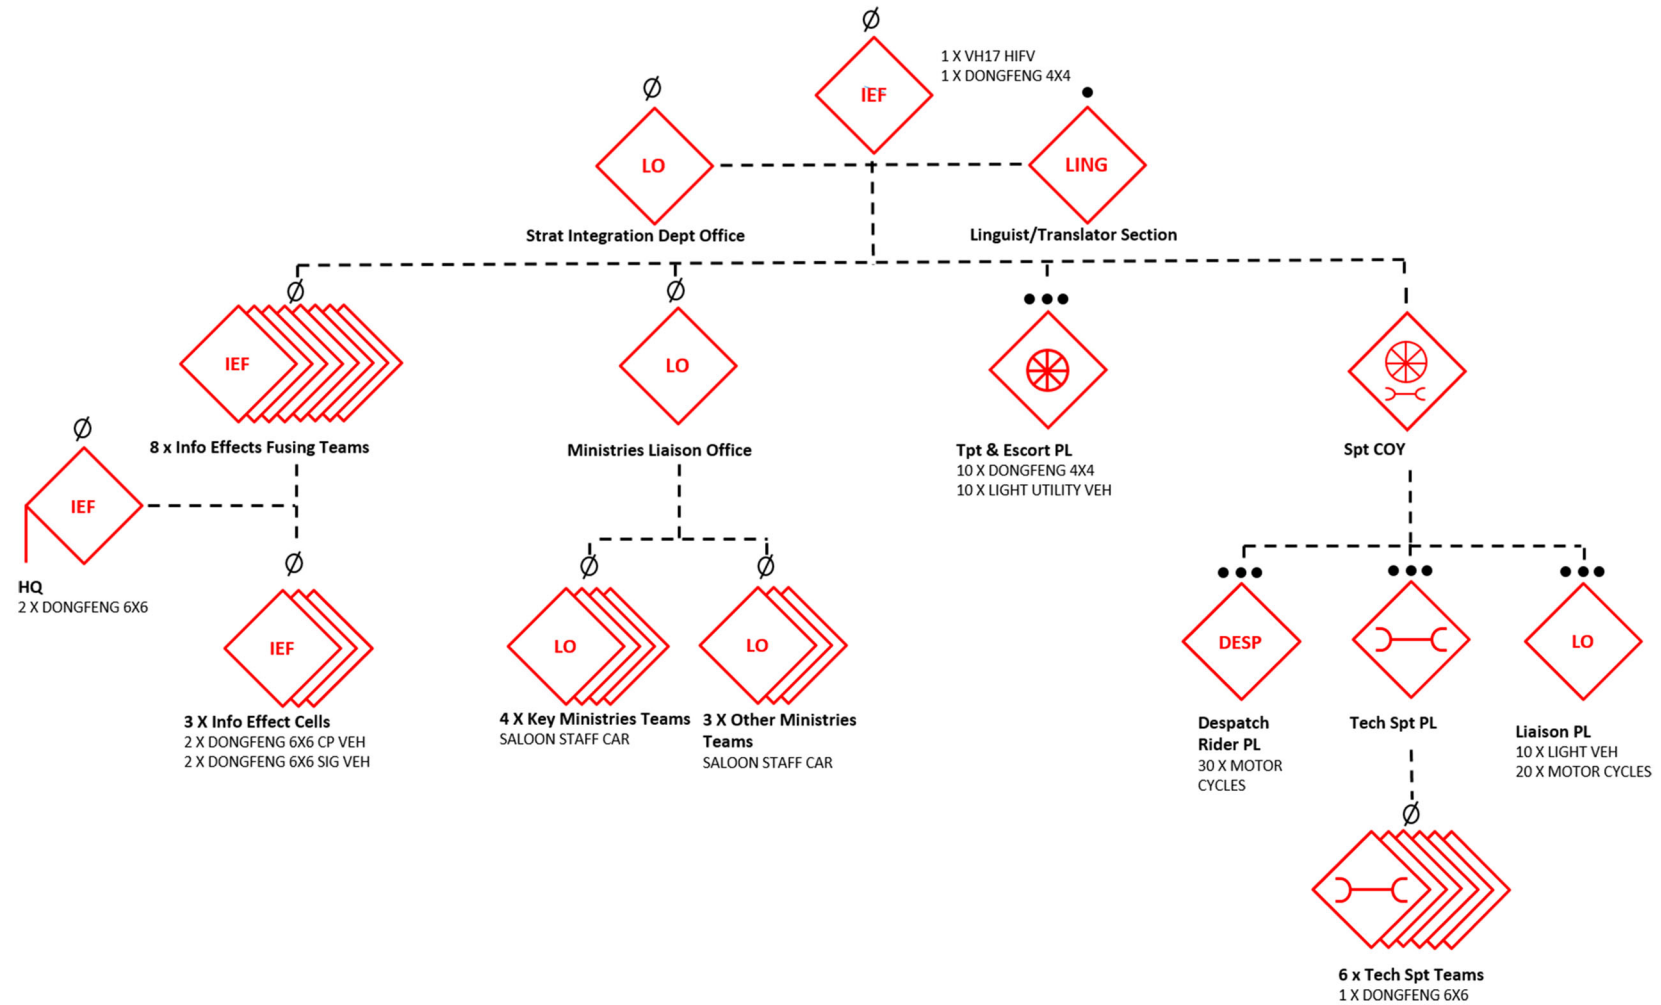 IEF
1 X VH17 HIFV
1 X DONGFENG 4X4
LO
Strat Integration Dept Office
LING
Linguist/Translator Section
IEF
8 x Info Effects Fusing Teams
LO
Ministries Liaison Office
Tpt & Escort PL
10 X DONGFENG 4X4
10 X LIGHT UTILITY VEH
Spt COY
IEF
HQ
2 X DONGFENG 6X6
IEF
3 X Info Effect Cells
2 X DONGFENG 6X6 CP VEH
2 X DONGFENG 6X6 SIG VEH
LO
4 X Key Ministries Teams
SALOON STAFF CAR
LO
3 X Other Ministries
Teams
SALOON STAFF CAR
DESP
Despatch
Rider PL
30 X MOTOR
CYCLES
Tech Spt PL
LO
Liaison PL
10 X LIGHT VEH
20 X MOTOR CYCLES
6 x Tech Spt Teams
1 X DONGFENG 6X6